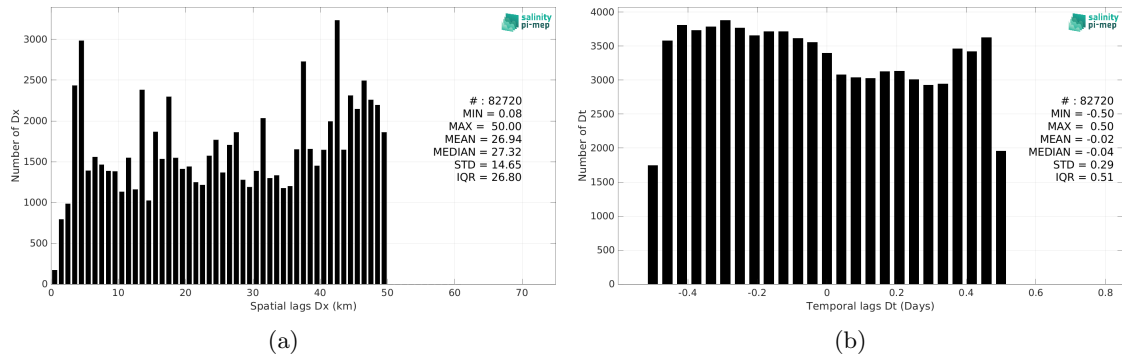 3000
2500
2000
1500
1000
500
0
Number of Dx
0 10 20 30 40 50 60 70
Spatial lags Dx (km)
salinity
pi-mep
# : 82720
MIN = 0.08
MAX = 50.00
MEAN = 26.94
MEDIAN = 27.32
STD = 14.65
IQR = 26.80
(a)
4000
3500
3000
2500
2000
1500
1000
500
0
Number of Dt
-0.4 -0.2 0 0.2 0.4 0.6 0.8
Temporal lags Dt (Days)
salinity
pi-mep
# : 82720
MIN = -0.50
MAX = 0.50
MEAN = -0.02
MEDIAN = -0.04
STD = 0.29
IQR = 0.51
(b)